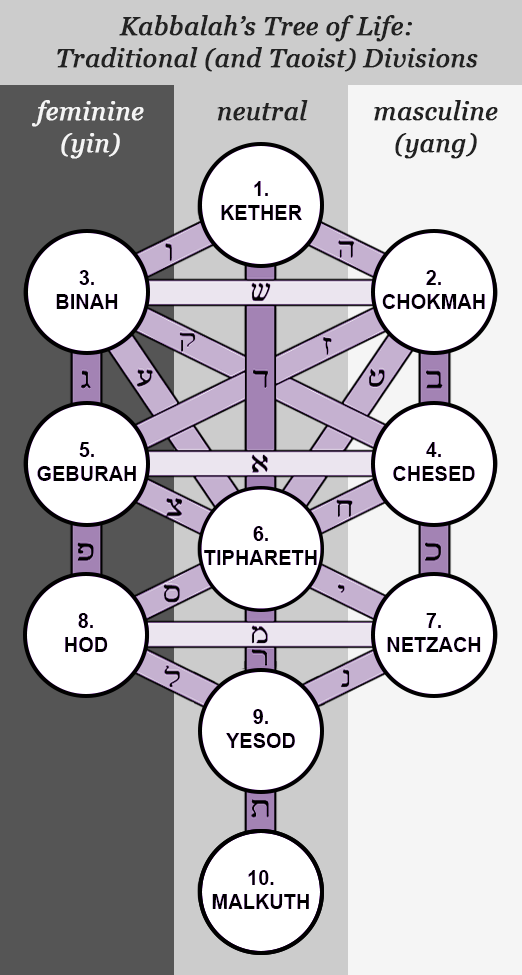 Kabbalah’s Tree of Life:
Traditional (and Taoist) Divisions
feminine
(yin)
neutral
masculine
(yang)
1.
KETHER
ו
ה
3.
BINAH
ש
2.
CHOKMAH
ק
ז
ג
ע
ד
ט
ב
5.
GEBURAH
א
4.
CHESED
צ
ח
6.
TIPHARETH
פ
כ
ס
י
8.
HOD
מ
7.
NETZACH
ר
ל
נ
9.
YESOD
ת
10.
MALKUTH